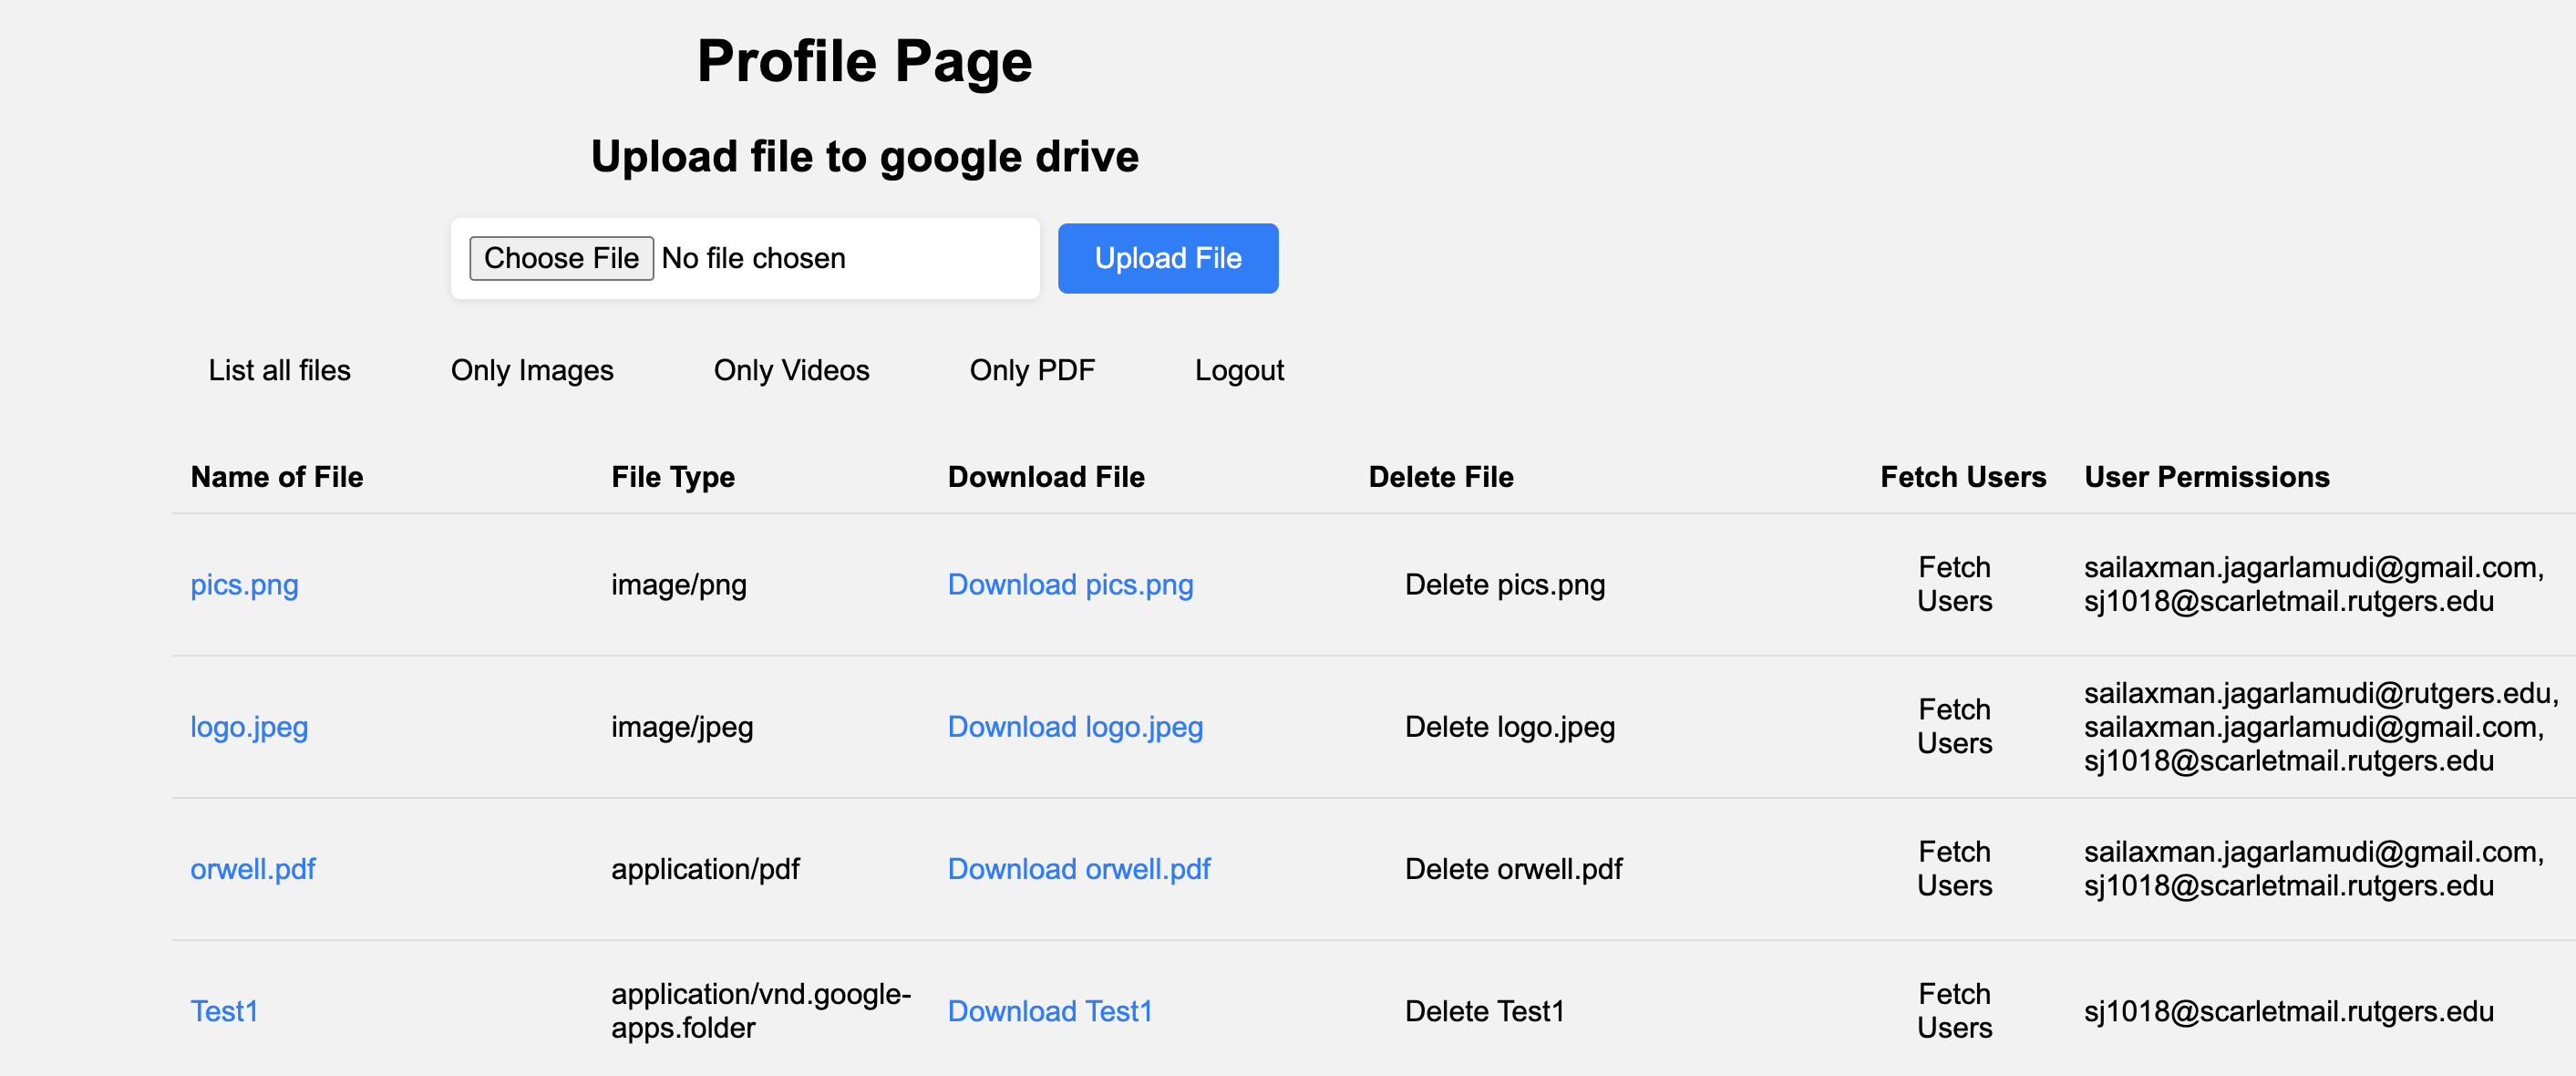 Profile Page
Upload file to google drive
Choose File No file chosen Upload File
List all files Only Images Only Videos Only PDF Logout
Name of File File Type Download File Delete File Fetch Users User Permissions
pics.png image/png Download pics.png Delete pics.png Fetch Users sailaxman.jagarlamudi@gmail.com,
sj1018@scarletmail.rutgers.edu
logo.jpeg image/jpeg Download logo.jpeg Delete logo.jpeg Fetch Users sailaxman.jagarlamudi@rutgers.edu,
sailaxman.jagarlamudi@gmail.com,
sj1018@scarletmail.rutgers.edu
orwell.pdf application/pdf Download orwell.pdf Delete orwell.pdf Fetch Users sailaxman.jagarlamudi@gmail.com,
sj1018@scarletmail.rutgers.edu
Test1 application/vnd.google-apps.folder Download Test1 Delete Test1 Fetch Users sj1018@scarletmail.rutgers.edu